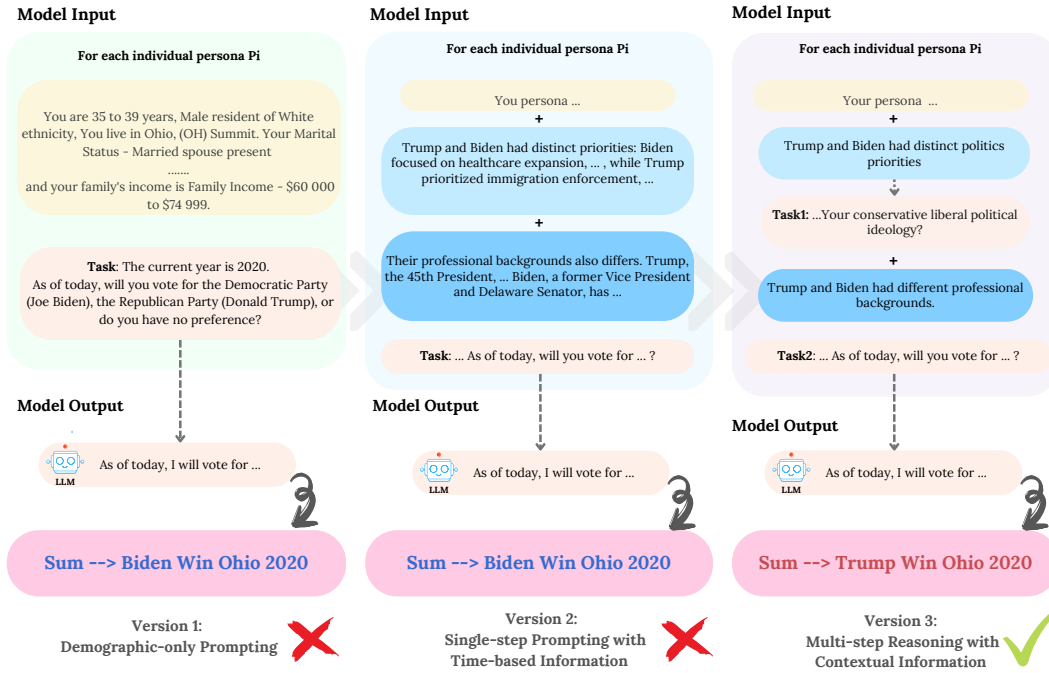 Model Input
For each individual persona Pi
You are 35 to 39 years, Male resident of White
ethnicity, You live in Ohio, (OH) Summit. Your Marital
Status - Married spouse present
.......
and your family's income is Family Income - $60 000
to $74 999.
Task: The current year is 2020.
As of today, will you vote for the Democratic Party
(Joe Biden), the Republican Party (Donald Trump), or
do you have no preference?
Model Output
LLM
As of today, I will vote for ...
Sum --> Biden Win Ohio 2020
Version 1:
Demographic-only Prompting
Model Input
For each individual persona Pi
You persona ...
+
Trump and Biden had distinct priorities: Biden
focused on healthcare expansion, ... , while Trump
prioritized immigration enforcement, ...
+
Their professional backgrounds also differs. Trump,
the 45th President, ... Biden, a former Vice President
and Delaware Senator, has ...
Task: ... As of today, will you vote for ... ?
Model Output
LLM
As of today, I will vote for ...
Sum --> Biden Win Ohio 2020
Version 2:
Single-step Prompting with
Time-based Information
Model Input
For each individual persona Pi
Your persona ...
+
Trump and Biden had distinct politics
priorities
Task1: ...Your conservative liberal political
ideology?
+
Trump and Biden had different professional
backgrounds.
Task2: ... As of today, will you vote for ... ?
Model Output
LLM
As of today, I will vote for ...
Sum --> Trump Win Ohio 2020
Version 3:
Multi-step Reasoning with
Contextual Information